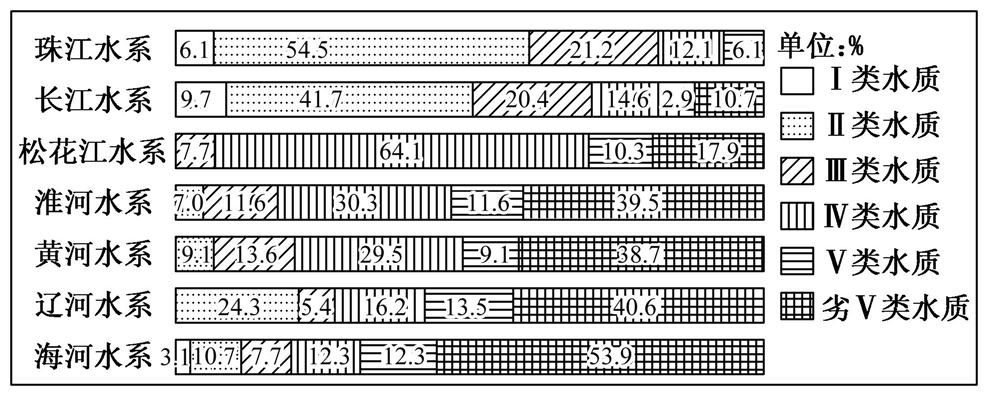 珠江水系 6.1 54.5 21.2 12.1 6.1
长江水系 9.7 41.7 20.4 14.6 2.9 10.7
松花江水系 7.7 64.1 10.3 17.9
淮河水系 7.0 11.6 30.3 11.6 39.5
黄河水系 9.1 13.6 29.5 9.1 38.7
辽河水系 24.3 5.4 16.2 13.5 40.6
海河水系 3.1 10.7 7.7 12.3 12.3 53.9
单位:%
Ⅰ类水质
Ⅱ类水质
Ⅲ类水质
Ⅳ类水质
Ⅴ类水质
劣Ⅴ类水质